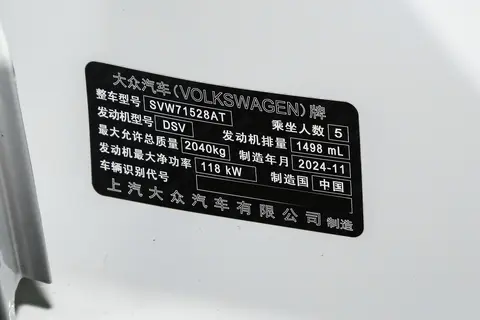 大众汽车(VOLKSWAGEN)牌
整车型号 SVW71528AT 乘坐人数 5
发动机型号 DSV 发动机排量 1498 mL
最大允许总质量 2040kg 制造年月 2024-11
发动机最大净功率 118 kW 制造国 中国
车辆识别代号
上汽大众汽车有限公司 制造